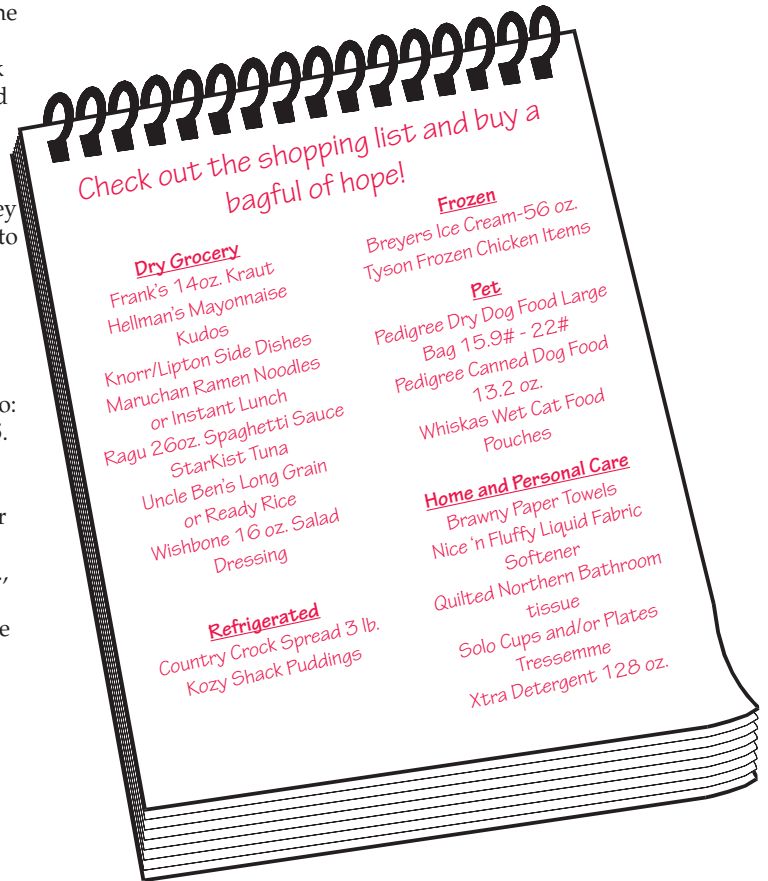 ne
k
d
ey
to
o:
.
r
.,
e
Check out the shopping list and buy a
bagful of hope!
Dry Grocery
Frank's 14oz. Kraut
Hellman's Mayonnaise
Kudos
Knorr/Lipton Side Dishes
Maruchan Ramen Noodles
or Instant Lunch
Ragu 26oz. Spaghetti Sauce
StarKist Tuna
Uncle Ben's Long Grain
or Ready Rice
Wishbone 16 oz. Salad
Dressing
Refrigerated
Country Crock Spread 3 lb.
Kozy Shack Puddings
Frozen
Breyers Ice Cream-56 oz.
Tyson Frozen Chicken Items
Pet
Pedigree Dry Dog Food Large
Bag 15.9# - 22#
Pedigree Canned Dog Food
13.2 oz.
Whiskas Wet Cat Food
Pouches
Home and Personal Care
Brawny Paper Towels
Nice 'n Fluffy Liquid Fabric
Softener
Quilted Northern Bathroom
tissue
Solo Cups and/or Plates
Tressemme
Xtra Detergent 128 oz.